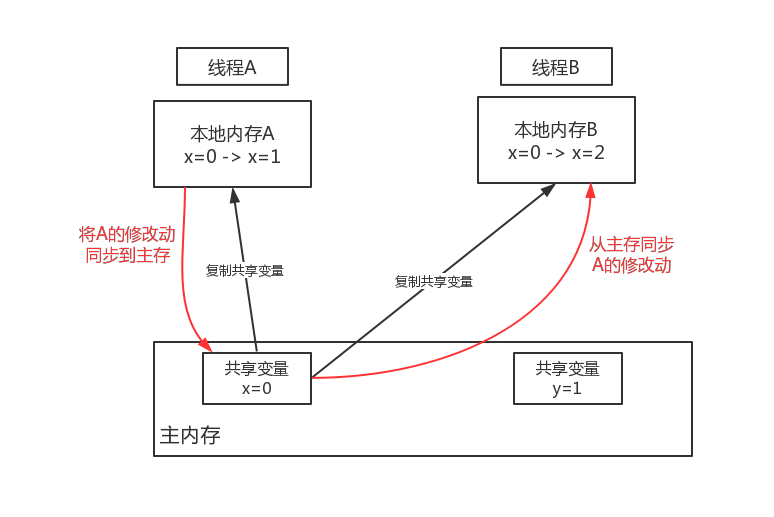 线程A
线程B
本地内存A
x=0 -> x=1
本地内存B
x=0 -> x=2
将A的修改动
同步到主存
从主存同步
A的修改动
复制共享变量
复制共享变量
共享变量
x=0
共享变量
y=1
主内存